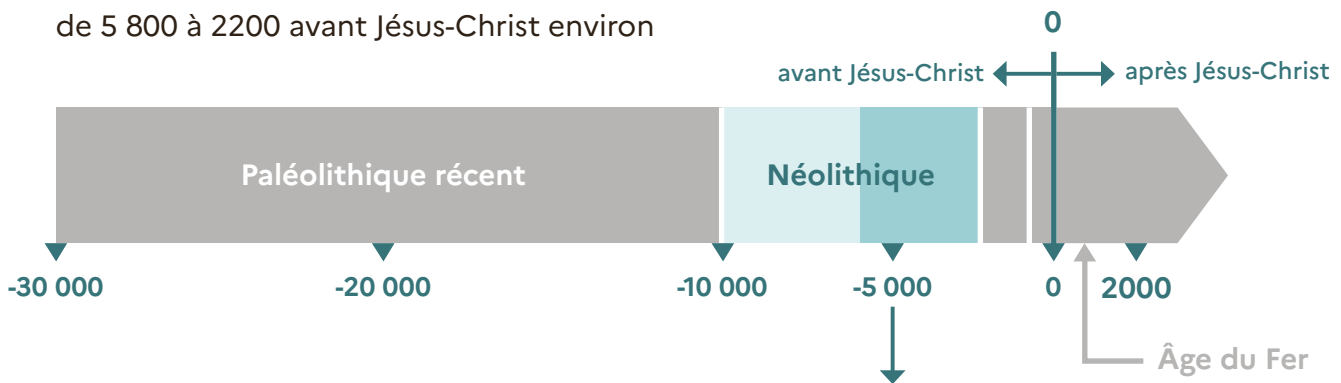 de 5 800 à 2200 avant Jésus-Christ environ
0
avant Jésus-Christ
après Jésus-Christ
Paléolithique récent
Néolithique
-30 000
-20 000
-10 000
-5 000
0
2000
Âge du Fer